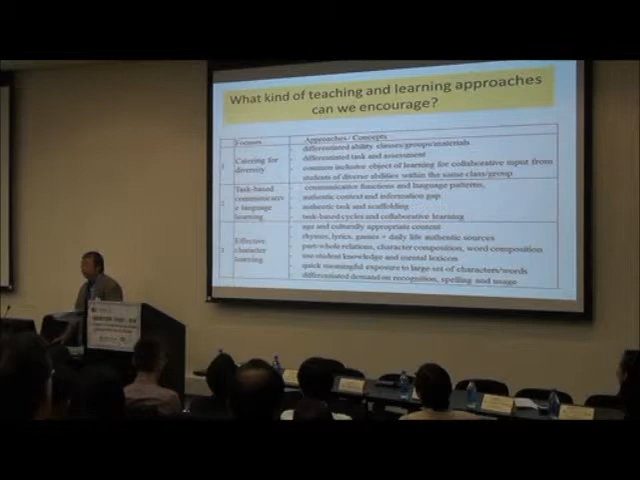 What kind of teaching and learning approaches
can we encourage?
Focuses
Approaches/ Concepts
1
Catering for
diversity
differentiated ability classes/groups/materials
differentiated task and assessment
common inclusive object of learning for collaborative input from
students of diverse abilities within the same class/group
2
Task-based
communicativ
e language
learning
communicative functions and language patterns,
authentic context and information gap
authentic task and scaffolding
task-based cycles and collaborative learning
3
Effective
character
learning
age and culturally appropriate content
rhymes, lyrics, games + daily life authentic sources
part-whole relations, character composition, word composition
use student knowledge and mental lexicon
quick meaningful exposure to large set of characters/words
differentiated demand on recognition, spelling and usage